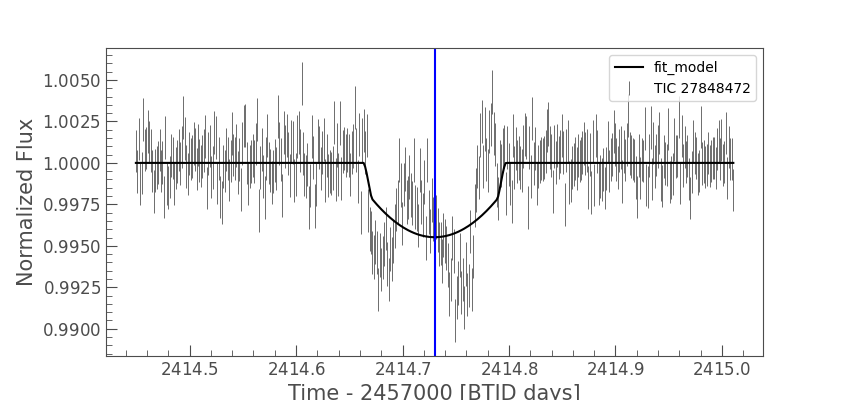 fit_model
TIC 27848472
Normalized Flux
1.0050
1.0025
1.0000
0.9975
0.9950
0.9925
0.9900
2414.5 2414.6 2414.7 2414.8 2414.9 2415.0
Time - 2457000 [BTJD days]